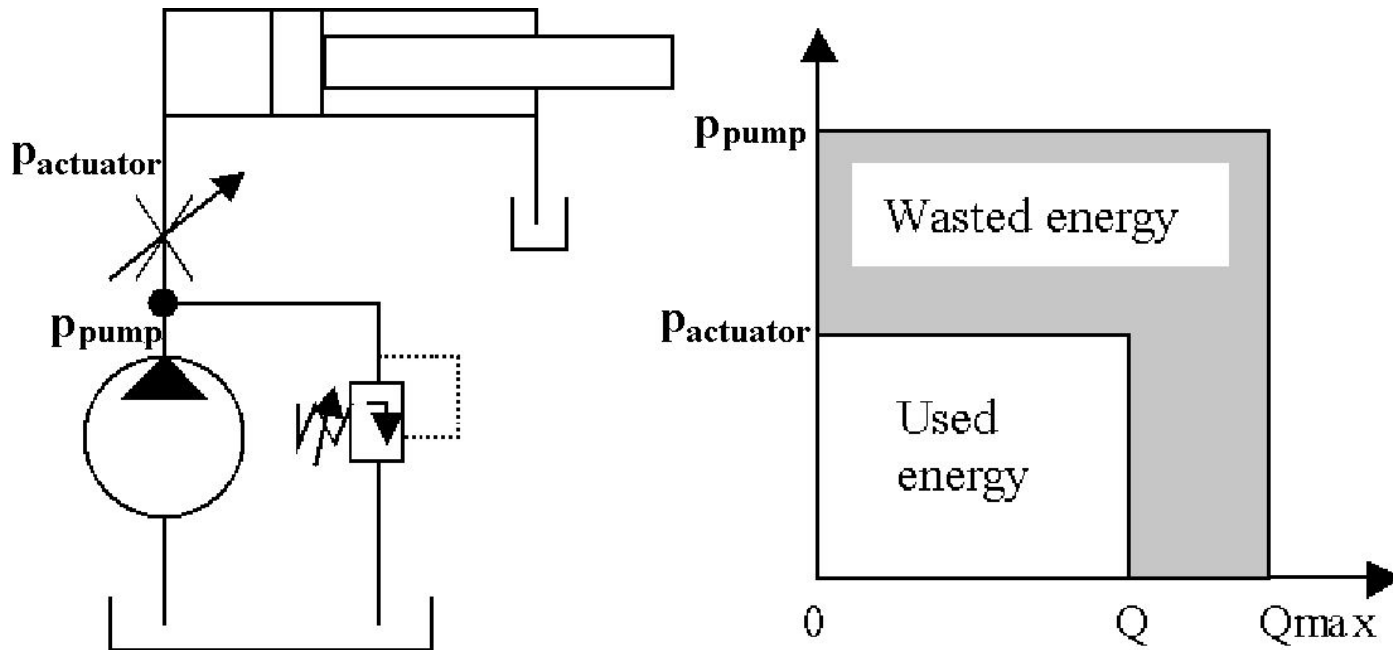 pactuator
ppump
ppump
Wasted energy
pactuator
Used
energy
0
Q
Qmax